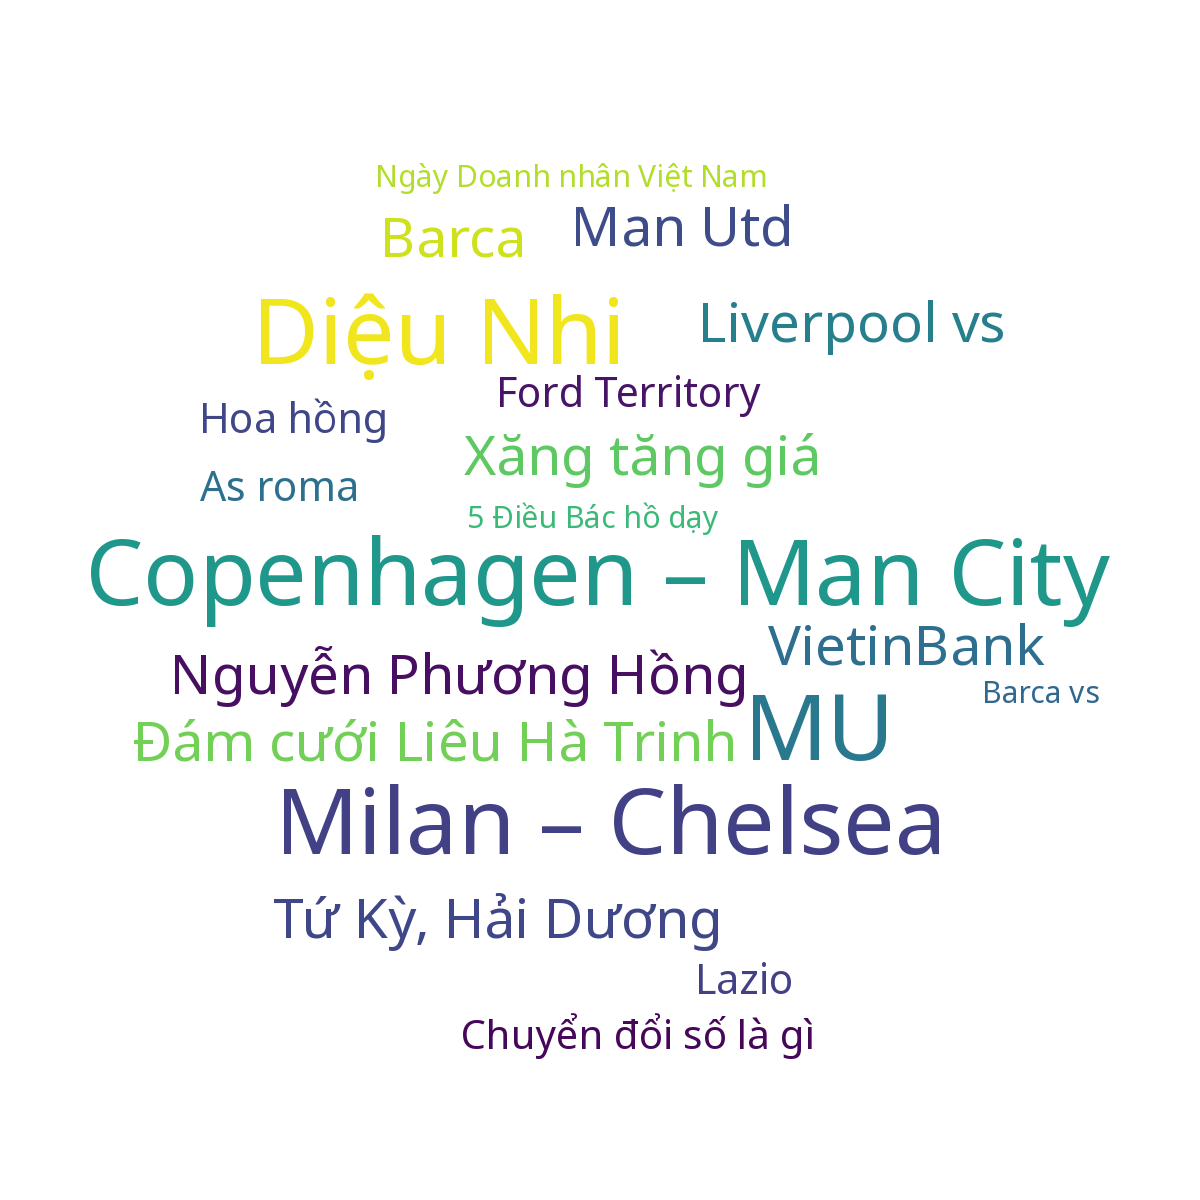 Ngày Doanh nhân Việt Nam
Barca
Man Utd
Diệu Nhi
Liverpool vs
Ford Territory
Hoa hồng
Xăng tăng giá
As roma
5 Điều Bác hồ dạy
Copenhagen – Man City
VietinBank
Nguyễn Phương Hồng
Barca vs
Đám cưới Liêu Hà Trinh
MU
Milan – Chelsea
Tứ Kỳ, Hải Dương
Lazio
Chuyển đổi số là gì